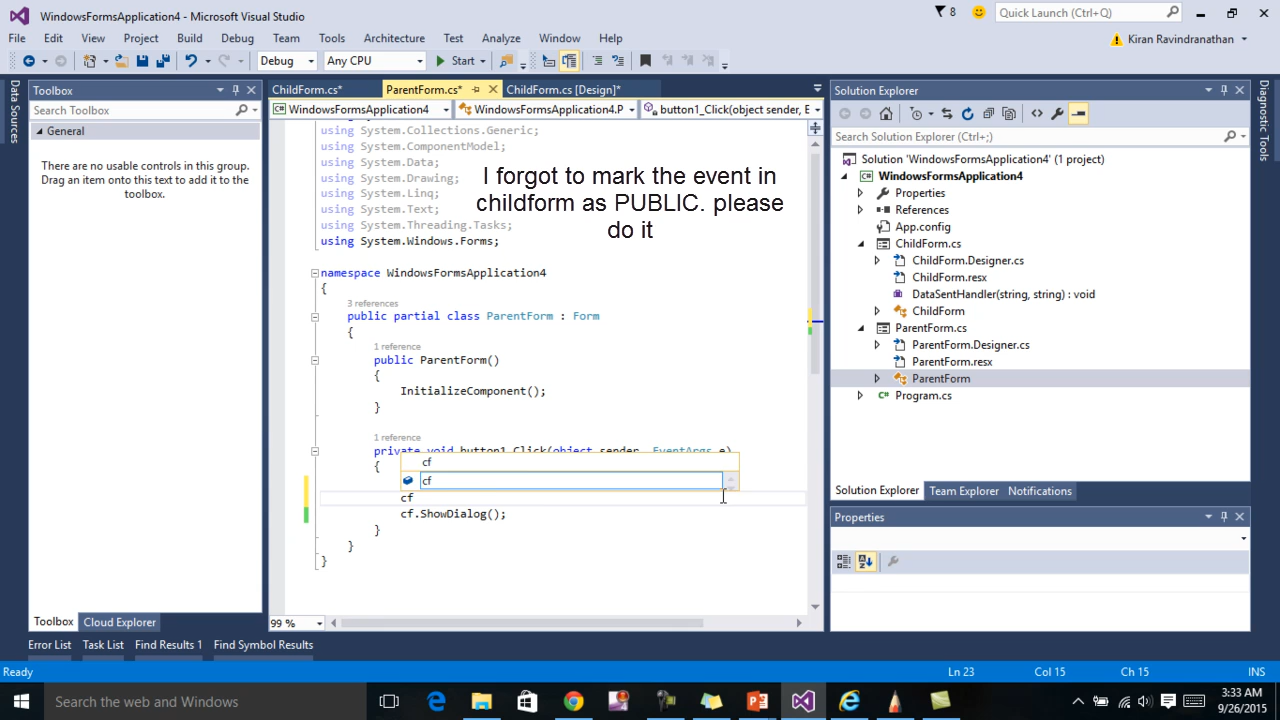 WindowsFormsApplication4 - Microsoft Visual Studio
8
Quick Launch (Ctrl+Q)
File Edit View Project Build Debug Team Tools Architecture Test Analyze Window Help
Kiran Ravindranathan
Debug Any CPU Start
Data Sources
Toolbox
Search Toolbox
General
There are no usable controls in this group.
Drag an item onto this text to add it to the
toolbox.
Toolbox Cloud Explorer
ChildForm.cs* ParentForm.cs* ChildForm.cs [Design]*
WindowsFormsApplication4 WindowsFormsApplication4.P button1_Click(object sender, E
using System.Collections.Generic;
using System.ComponentModel;
using System.Data;
using System.Drawing;
using System.Linq;
using System.Text;
using System.Threading.Tasks;
using System.Windows.Forms;
I forgot to mark the event in
childform as PUBLIC. please
do it
namespace WindowsFormsApplication4
{
3 references
public partial class ParentForm : Form
{
1 reference
public ParentForm()
{
InitializeComponent();
}
1 reference
private void button1_Click(object sender, EventArgs e)
{
cf
cf
cf
cf.ShowDialog();
}
}
}
99 %
Solution Explorer
Search Solution Explorer (Ctrl+;)
Solution 'WindowsFormsApplication4' (1 project)
WindowsFormsApplication4
Properties
References
App.config
ChildForm.cs
ChildForm.Designer.cs
ChildForm.resx
DataSentHandler(string, string) : void
ChildForm
ParentForm.cs
ParentForm.Designer.cs
ParentForm.resx
ParentForm
Program.cs
Solution Explorer Team Explorer Notifications
Properties
Diagnostic Tools
Error List Task List Find Results 1 Find Symbol Results
Ready Ln 23 Col 15 Ch 15 INS
Search the web and Windows
3:33 AM
9/26/2015